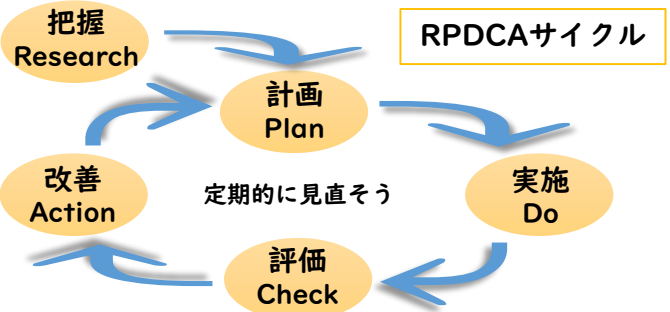 把握
Research
RPDCAサイクル
計画
Plan
改善
Action
定期的に見直そう
実施
Do
評価
Check